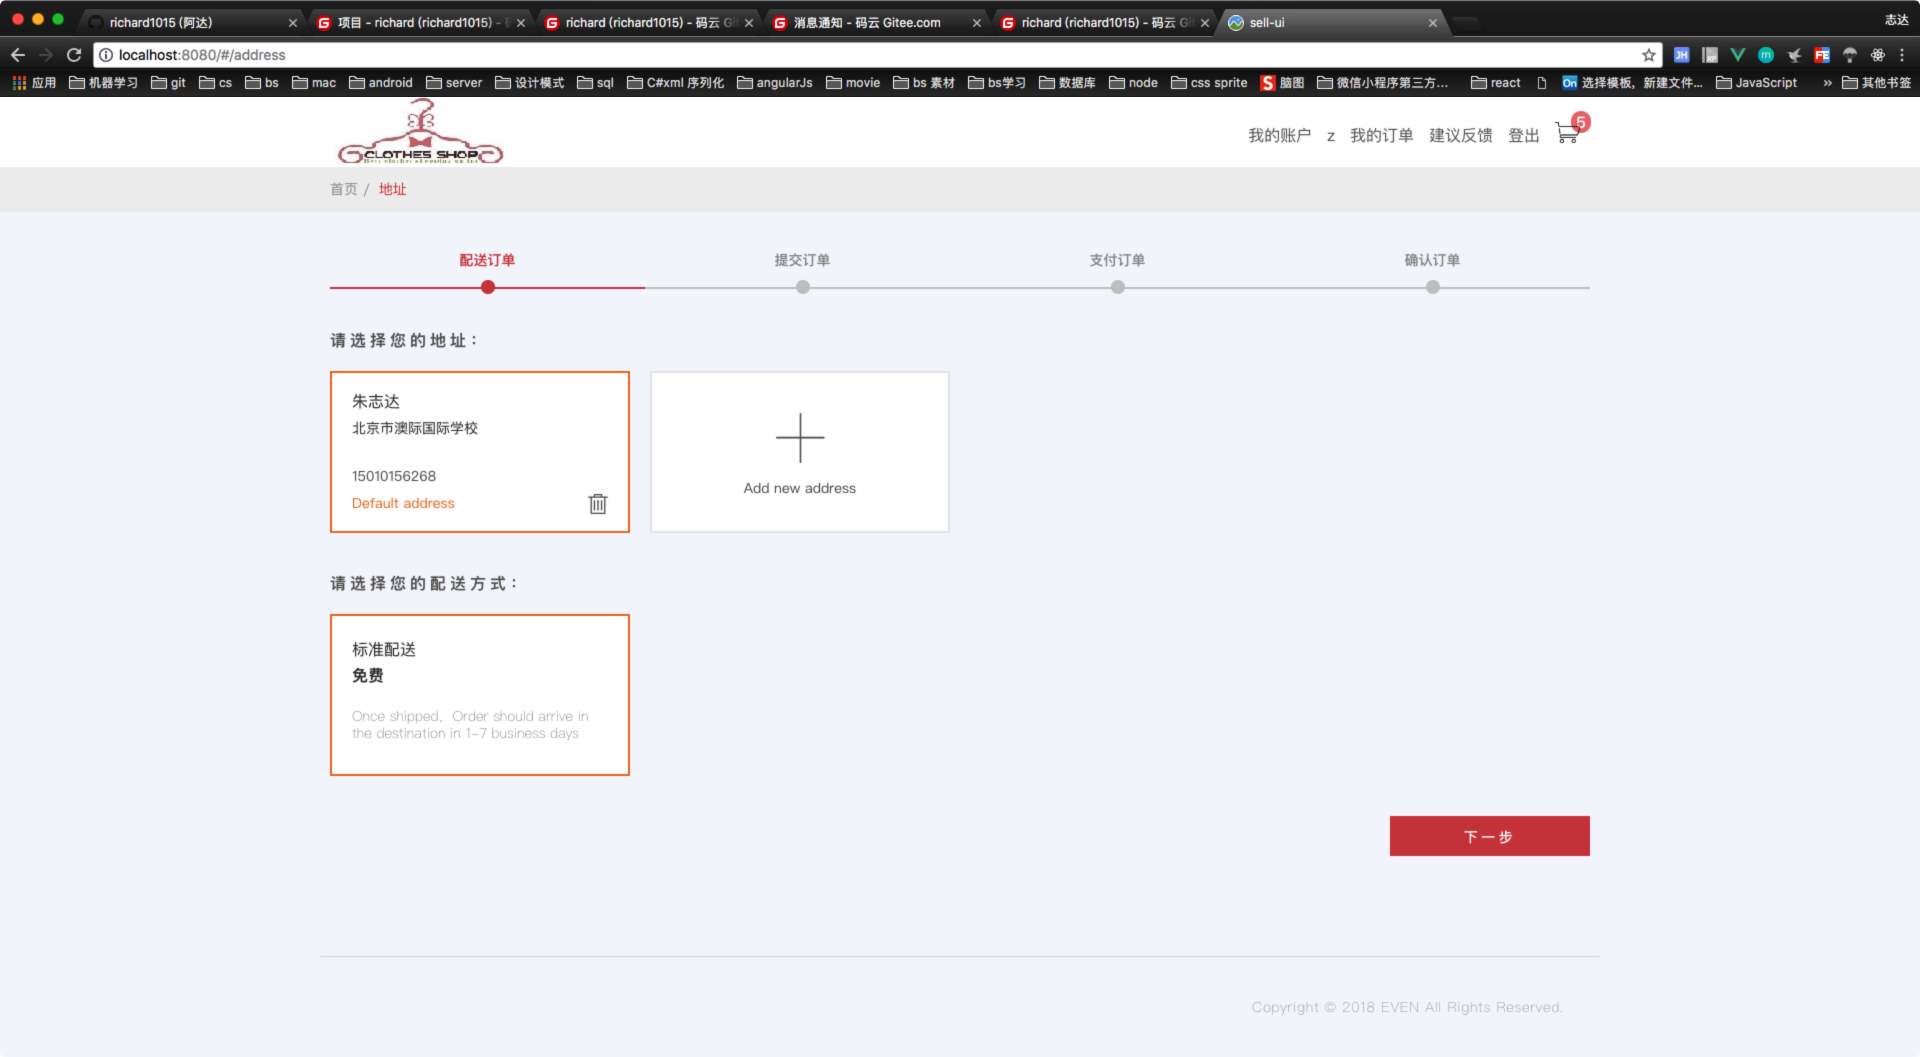 richard1015 (阿达)
项目 - richard (richard1015) -
richard (richard1015) - 码云 Gi
消息通知 - 码云 Gitee.com
richard (richard1015) - 码云 G
sell-ui
志达
localhost:8080/#/address
应用 机器学习 git cs bs mac android server 设计模式 sql C#xml 序列化 angularJs movie bs 素材 bs学习 数据库 node css sprite 脑图 微信小程序第三方... react On 选择模板，新建文件... JavaScript » 其他书签
CLOTHES SHOP
我的账户 z 我的订单 建议反馈 登出 5
首页 / 地址
配送订单 提交订单 支付订单 确认订单
请选择您的地址：
朱志达
北京市澳际国际学校
15010156268
Default address
Add new address
请选择您的配送方式：
标准配送
免费
Once shipped，Order should arrive in
the destination in 1-7 business days
下一步
Copyright © 2018 EVEN All Rights Reserved.